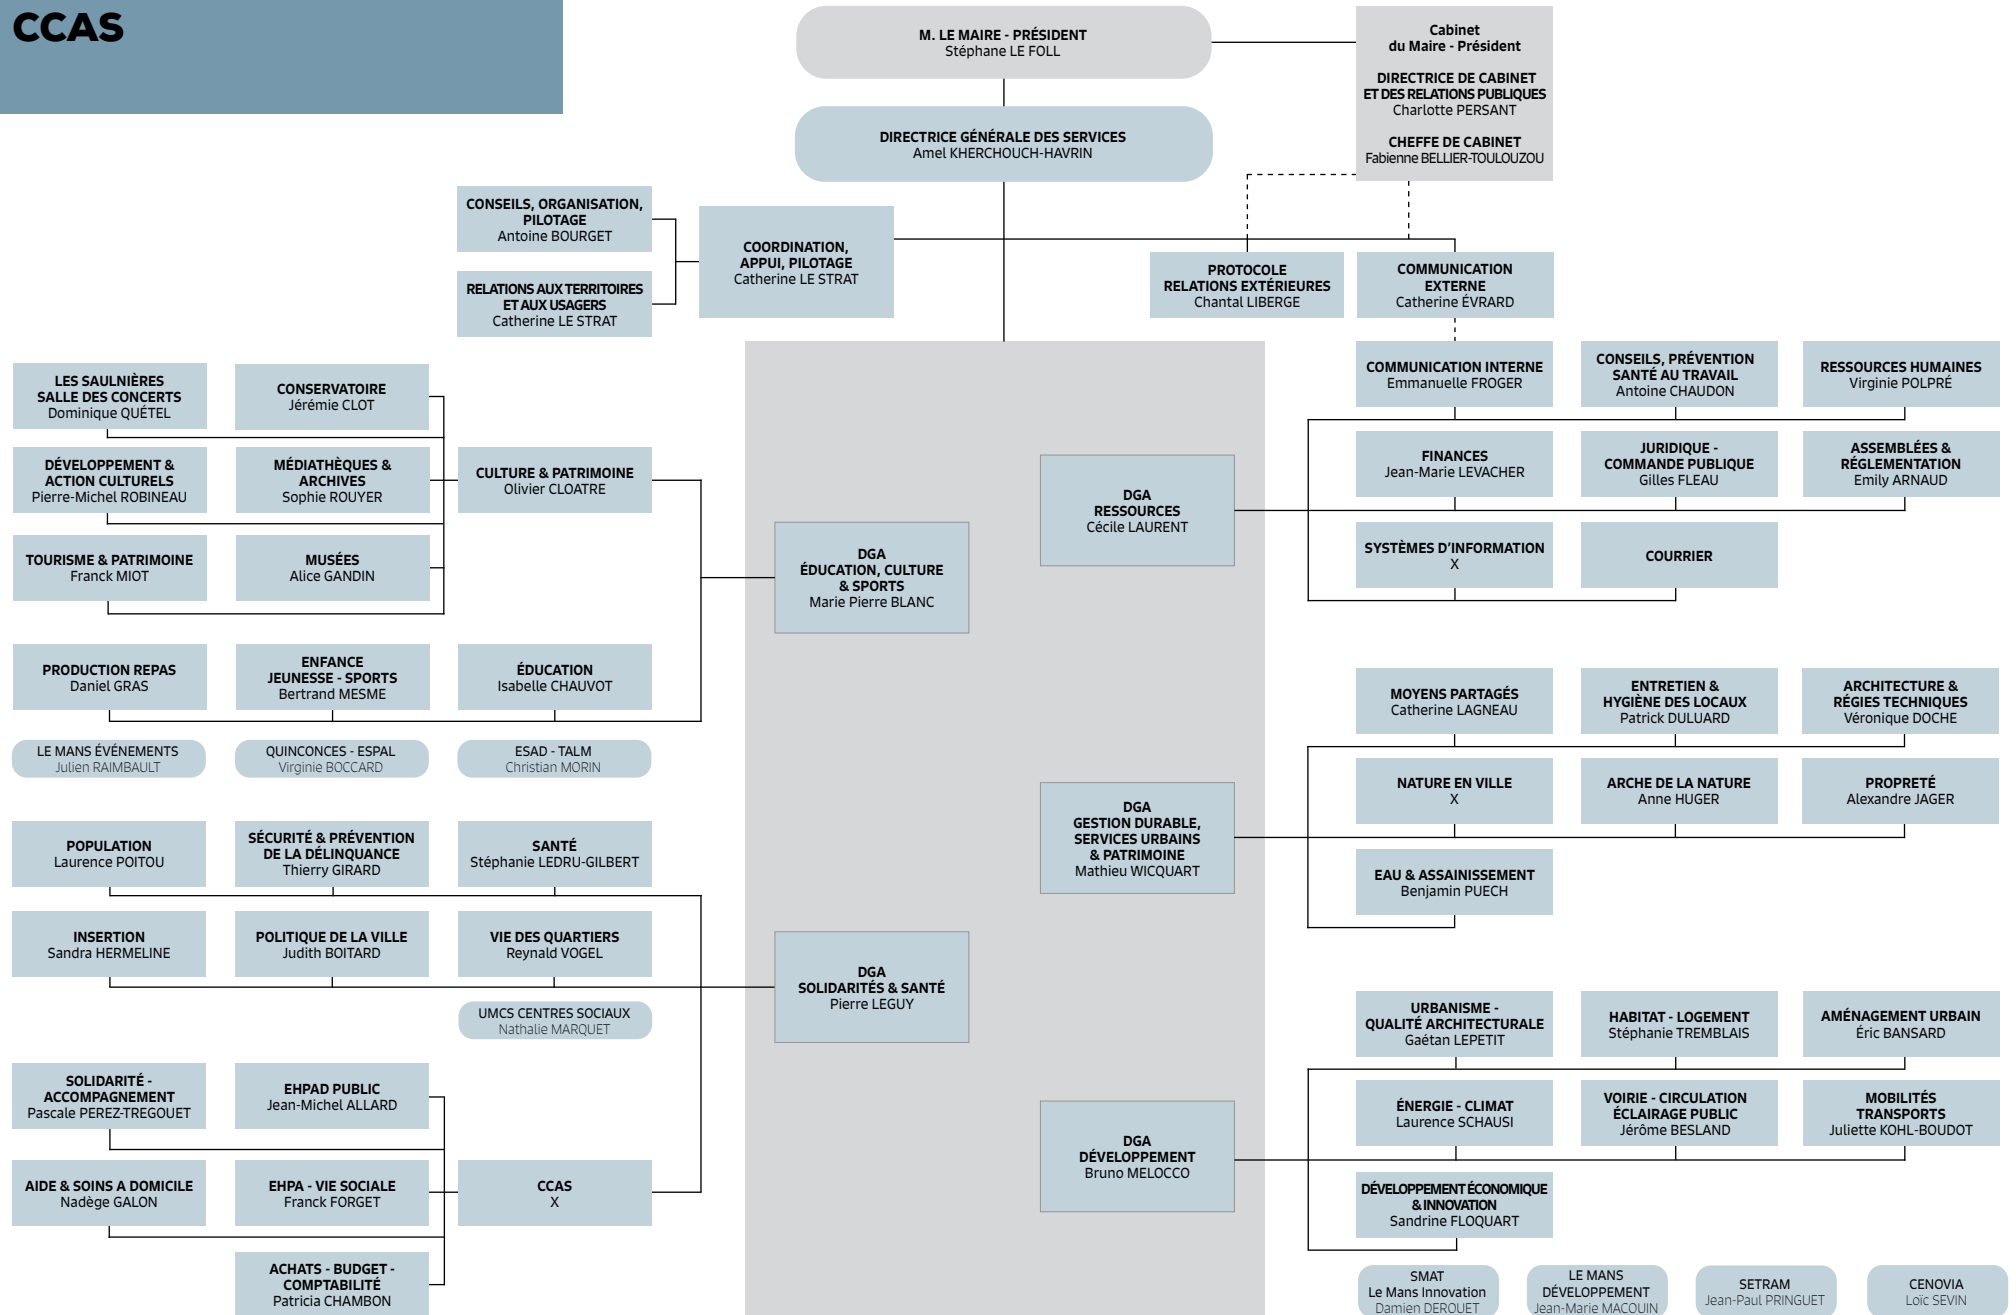 CCAS
M. LE MAIRE - PRÉSIDENT
Stéphane LE FOLL
Cabinet
du Maire - Président
DIRECTRICE DE CABINET
ET DES RELATIONS PUBLIQUES
Charlotte PERSANT
CHEFFE DE CABINET
Fabienne BELLIER-TOULOUZOU
DIRECTRICE GÉNÉRALE DES SERVICES
Amel KHERCHOUCH-HAVRIN
CONSEILS, ORGANISATION,
PILOTAGE
Antoine BOURGET
RELATIONS AUX TERRITOIRES
ET AUX USAGERS
Catherine LE STRAT
COORDINATION,
APPUI, PILOTAGE
Catherine LE STRAT
PROTOCOLE
RELATIONS EXTÉRIEURES
Chantal LIBERGE
COMMUNICATION
EXTERNE
Catherine ÉVRARD
LES SAULNIÈRES
SALLE DES CONCERTS
Dominique QUÉTEL
CONSERVATOIRE
Jérémie CLOT
DÉVELOPPEMENT &
ACTION CULTURELS
Pierre-Michel ROBINEAU
MÉDIATHÈQUES &
ARCHIVES
Sophie ROUYER
CULTURE & PATRIMOINE
Olivier CLOATRE
TOURISME & PATRIMOINE
Franck MIOT
MUSÉES
Alice GANDIN
DGA
ÉDUCATION, CULTURE
& SPORTS
Marie Pierre BLANC
PRODUCTION REPAS
Daniel GRAS
ENFANCE
JEUNESSE - SPORTS
Bertrand MESME
ÉDUCATION
Isabelle CHAUVOT
LE MANS ÉVÉNEMENTS
Julien RAIMBAULT
QUINCONCES - ESPAL
Virginie BOCCARD
ESAD - TALM
Christian MORIN
POPULATION
Laurence POITOU
SÉCURITÉ & PRÉVENTION
DE LA DÉLINQUANCE
Thierry GIRARD
SANTÉ
Stéphanie LEDRU-GILBERT
INSERTION
Sandra HERMELINE
POLITIQUE DE LA VILLE
Judith BOITARD
VIE DES QUARTIERS
Reynald VOGEL
DGA
SOLIDARITÉS & SANTÉ
Pierre LEGUY
UMCS CENTRES SOCIAUX
Nathalie MARQUET
SOLIDARITÉ -
ACCOMPAGNEMENT
Pascale PEREZ-TREGOUET
EHPAD PUBLIC
Jean-Michel ALLARD
AIDE & SOINS A DOMICILE
Nadège GALON
EHPA - VIE SOCIALE
Franck FORGET
CCAS
X
ACHATS - BUDGET -
COMPTABILITÉ
Patricia CHAMBON
COMMUNICATION INTERNE
Emmanuelle FROGER
CONSEILS, PRÉVENTION
SANTÉ AU TRAVAIL
Antoine CHAUDON
RESSOURCES HUMAINES
Virginie POLPRÉ
DGA
RESSOURCES
Cécile LAURENT
FINANCES
Jean-Marie LEVACHER
JURIDIQUE -
COMMANDE PUBLIQUE
Gilles FLEAU
ASSEMBLÉES &
RÉGLEMENTATION
Emily ARNAUD
SYSTÈMES D'INFORMATION
X
COURRIER
MOYENS PARTAGÉS
Catherine LAGNEAU
ENTRETIEN &
HYGIÈNE DES LOCAUX
Patrick DULUARD
ARCHITECTURE &
RÉGIES TECHNIQUES
Véronique DOCHE
DGA
GESTION DURABLE,
SERVICES URBAINS
& PATRIMOINE
Mathieu WICQUART
NATURE EN VILLE
X
ARCHE DE LA NATURE
Anne HUGER
PROPRETÉ
Alexandre JAGER
EAU & ASSAINISSEMENT
Benjamin PUECH
URBANISME -
QUALITÉ ARCHITECTURALE
Gaétan LEPETIT
HABITAT - LOGEMENT
Stéphanie TREMBLAIS
AMÉNAGEMENT URBAIN
Éric BANSARD
DGA
DÉVELOPPEMENT
Bruno MELOCCO
ÉNERGIE - CLIMAT
Laurence SCHAUSI
VOIRIE - CIRCULATION
ÉCLAIRAGE PUBLIC
Jérôme BESLAND
MOBILITÉS
TRANSPORTS
Juliette KOHL-BOUDOT
DÉVELOPPEMENT ÉCONOMIQUE
& INNOVATION
Sandrine FLOQUART
SMAT
Le Mans Innovation
Damien DEROUET
LE MANS
DÉVELOPPEMENT
Jean-Marie MACOUIN
SETRAM
Jean-Paul PRINGUET
CENOVIA
Loïc SEVIN